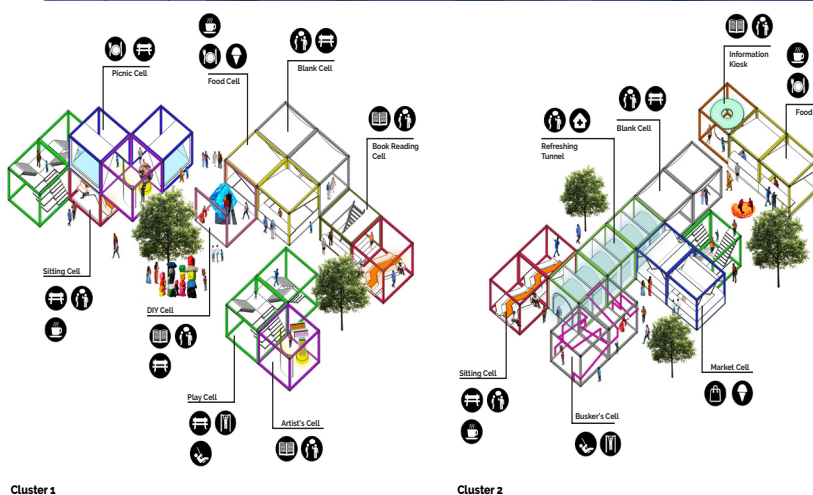 Picnic Cell
Food Cell
Blank Cell
Book Reading
Cell
Sitting Cell
DIY Cell
Play Cell
Artist's Cell
Cluster 1
Information
Kiosk
Food
Blank Cell
Refreshing
Tunnel
Sitting Cell
Busker's Cell
Market Cell
Cluster 2